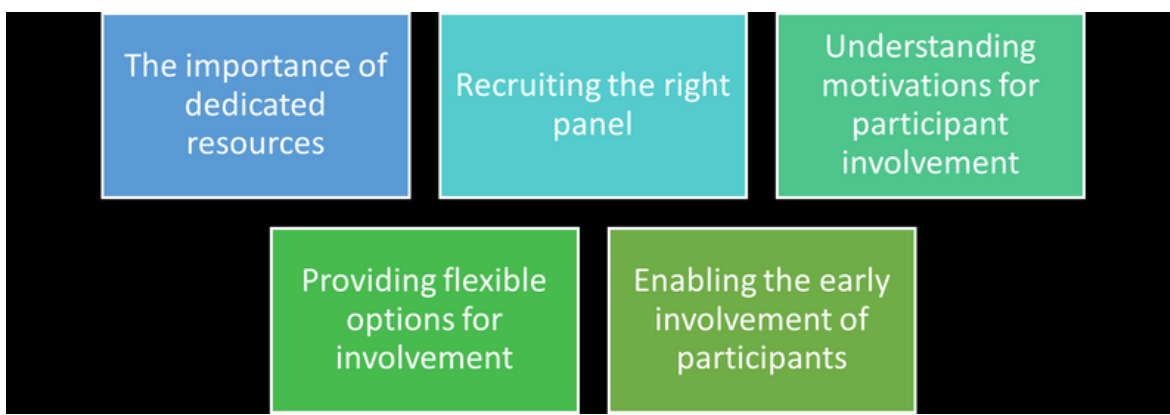 The importance of
dedicated
resources
Recruiting the right
panel
Understanding
motivations for
participant
involvement
Providing flexible
options for
involvement
Enabling the early
involvement of
participants